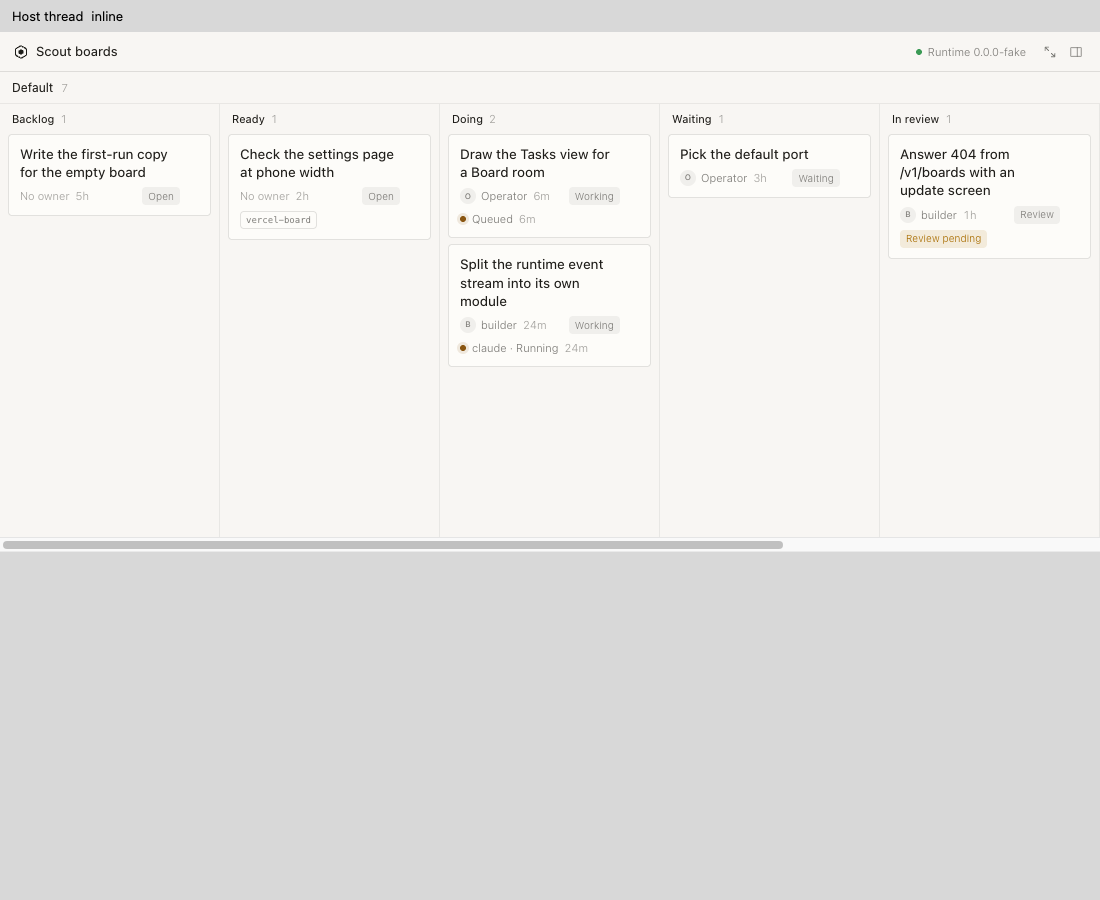 Host thread inline
Scout boards
Runtime 0.0.0-fake
Default 7
Backlog 1
Write the first-run copy
for the empty board
No owner 5h Open
Ready 1
Check the settings page
at phone width
No owner 2h Open
vercel-board
Doing 2
Draw the Tasks view for
a Board room
O Operator 6m Working
Queued 6m
Split the runtime event
stream into its own
module
B builder 24m Working
claude · Running 24m
Waiting 1
Pick the default port
O Operator 3h Waiting
In review 1
Answer 404 from
/v1/boards with an
update screen
B builder 1h Review
Review pending